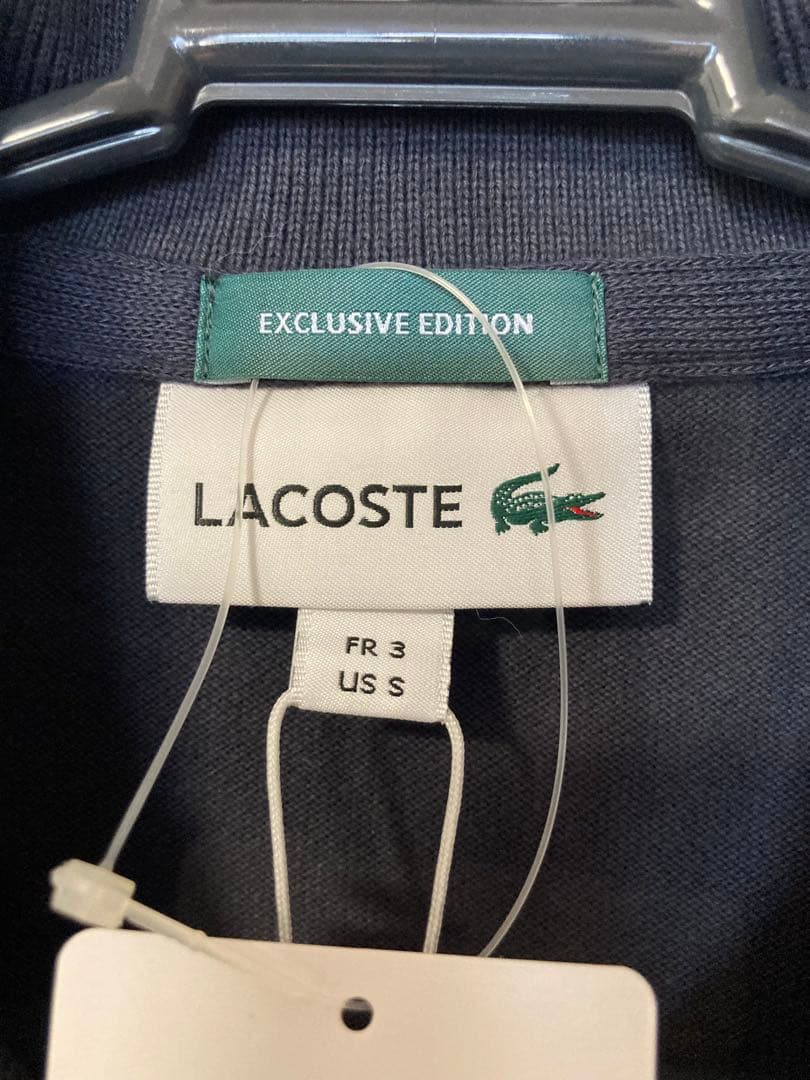 EXCLUSIVE EDITION
LACOSTE
FR 3
US S